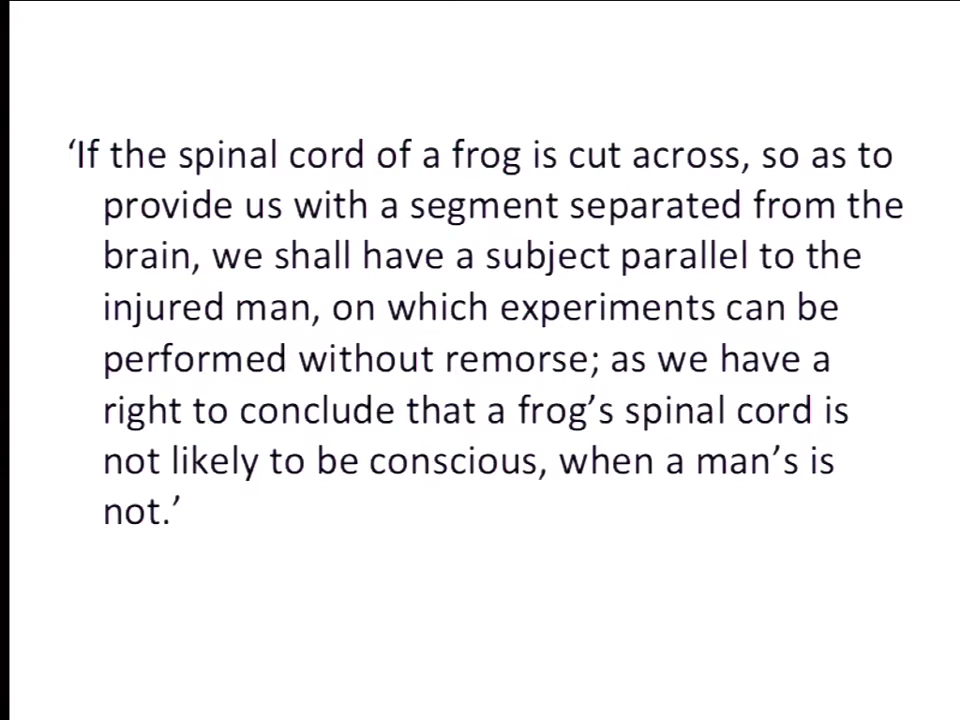 ‘If the spinal cord of a frog is cut across, so as to
provide us with a segment separated from the
brain, we shall have a subject parallel to the
injured man, on which experiments can be
performed without remorse; as we have a
right to conclude that a frog’s spinal cord is
not likely to be conscious, when a man’s is
not.’